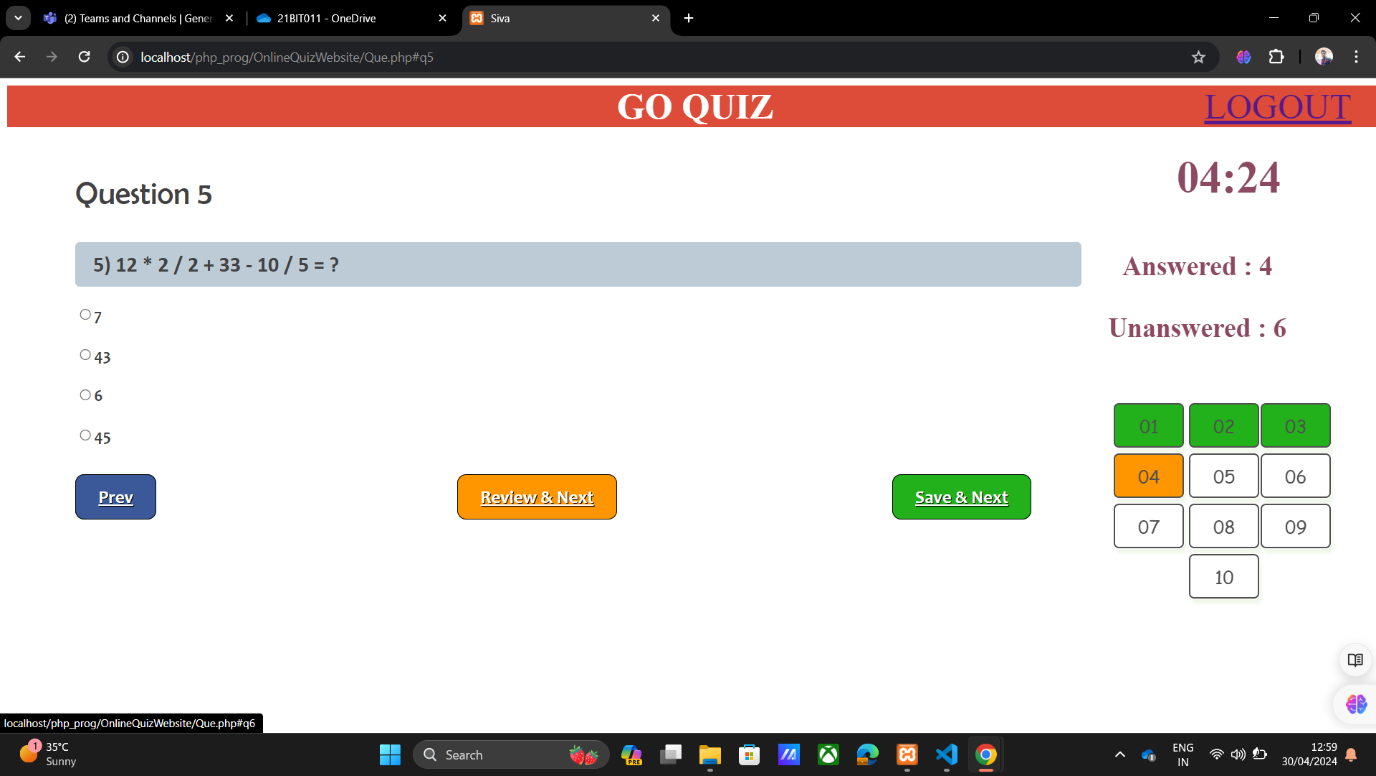 (2) Teams and Channels | Gener
21BIT011 - OneDrive
Siva
localhost/php_prog/OnlineQuizWebsite/Que.php#q5
GO QUIZ
LOGOUT
04:24
Question 5
5) 12 * 2 / 2 + 33 - 10 / 5 = ?
Answered : 4
7
Unanswered : 6
43
6
45
Prev
Review & Next
Save & Next
01 02 03
04 05 06
07 08 09
10
localhost/php_prog/OnlineQuizWebsite/Que.php#q6
1
35°C
Sunny
Search
PRE
ENG
IN
12:59
30/04/2024